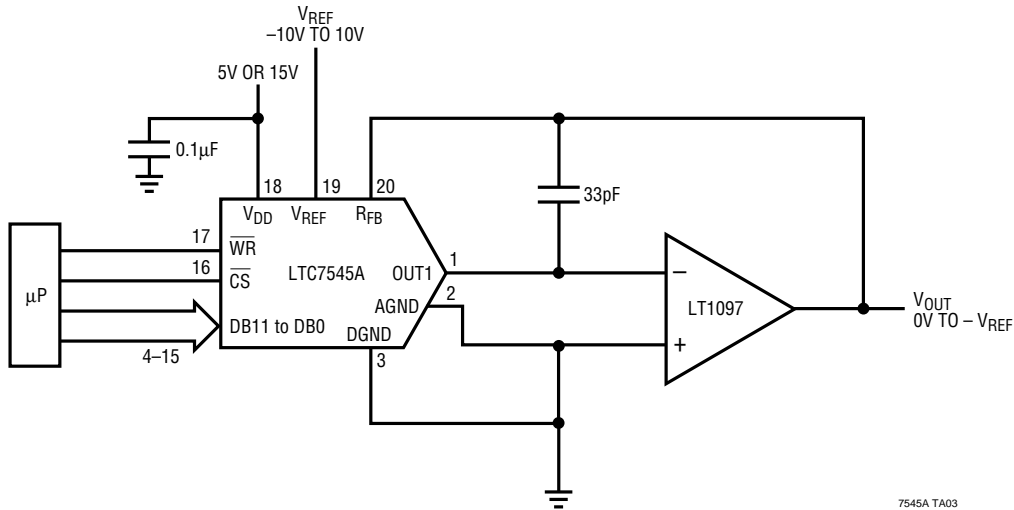 VREF
–10V TO 10V
5V OR 15V
0.1µF
18
19
20
VDD
VREF
RFB
33pF
17
WR
16
CS
µP
LTC7545A
OUT1
1
2
AGND
DB11 to DB0
DGND
4–15
3
–
+
LT1097
VOUT
0V TO – VREF
7545A TA03